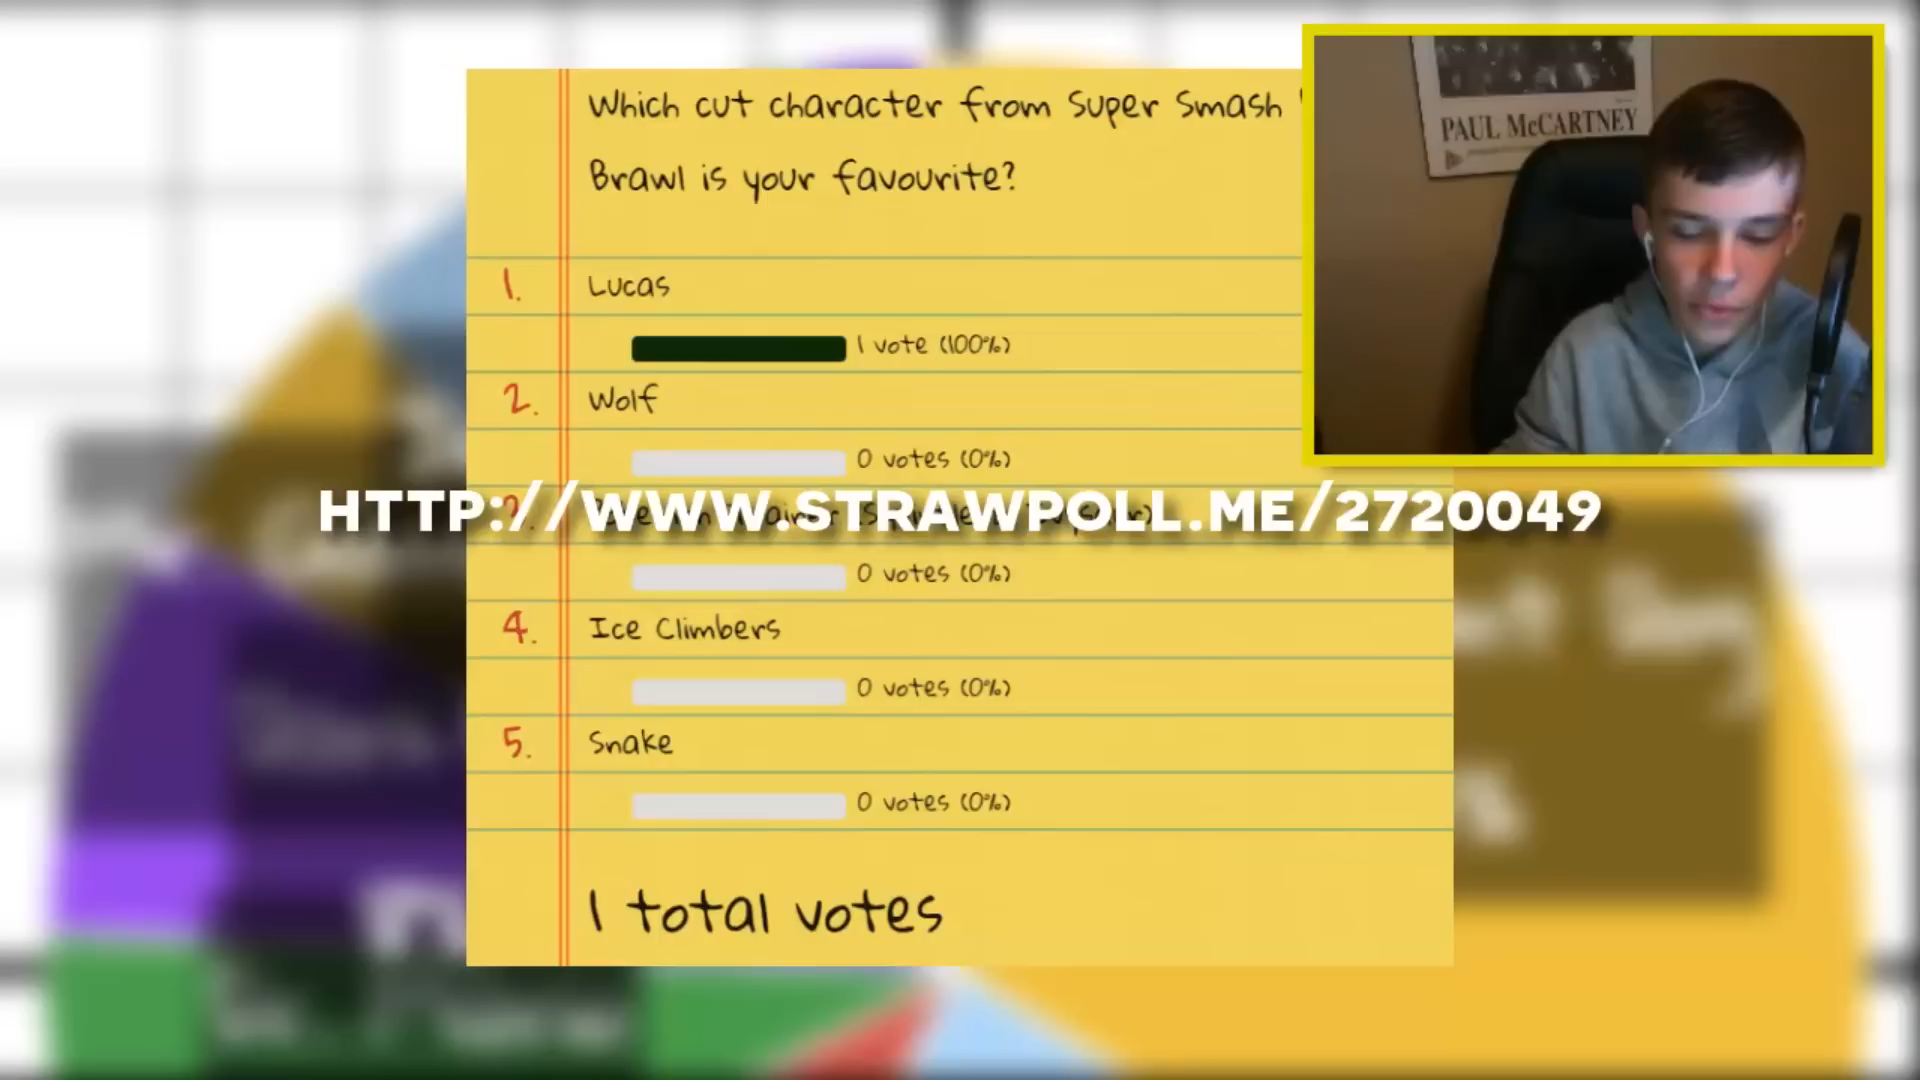 Which cut character from Super Smash
Brawl is your favourite?
PAUL McCARTNEY
1. Lucas
1 vote (100%)
2. Wolf
0 votes (0%)
HTTP://WWW.STRAWPOLL.ME/2720049
0 votes (0%)
4. Ice Climbers
0 votes (0%)
5. Snake
0 votes (0%)
1 total votes